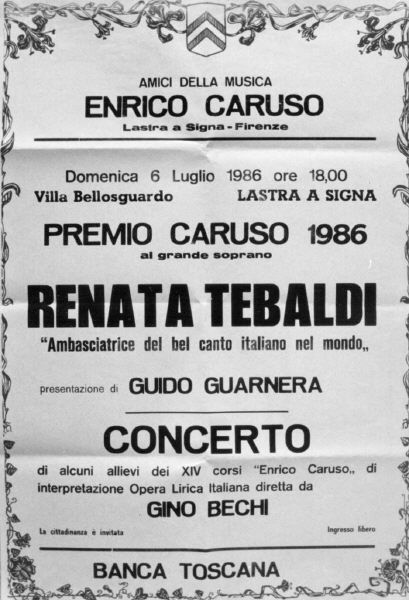 AMICI DELLA MUSICA
ENRICO CARUSO
Lastra a Signa - Firenze
Domenica 6 Luglio 1986 ore 18,00
Villa Bellosguardo LASTRA A SIGNA
PREMIO CARUSO 1986
al grande soprano
RENATA TEBALDI
"Ambasciatrice del bel canto italiano nel mondo„
presentazione di GUIDO GUARNERA
CONCERTO
di alcuni allievi dei XIV corsi "Enrico Caruso„ di
interpretazione Opera Lirica Italiana diretta da
GINO BECHI
La cittadinanza è invitata Ingresso libero
BANCA TOSCANA